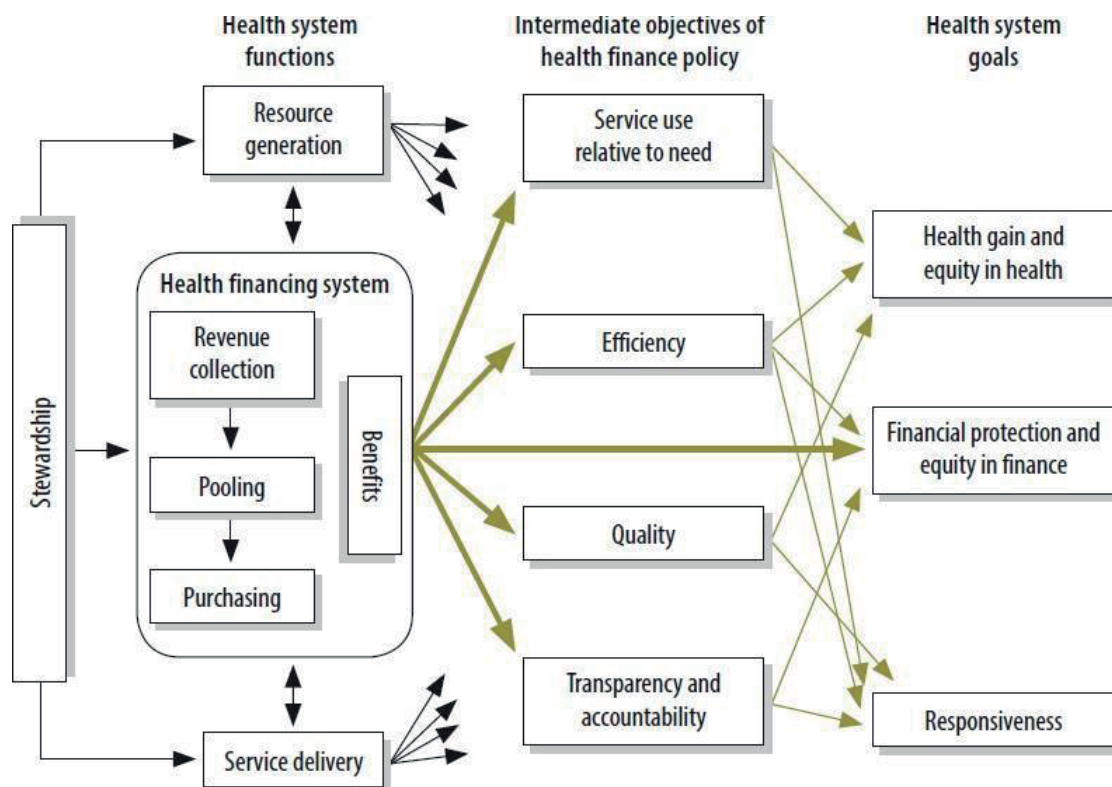 Health system
functions
Intermediate objectives of
health finance policy
Health system
goals
Resource
generation
Service use
relative to need
Health gain and
equity in health
Stewardship
Health financing system
Revenue
collection
Pooling
Purchasing
Benefits
Efficiency
Financial protection and
equity in finance
Quality
Transparency and
accountability
Responsiveness
Service delivery